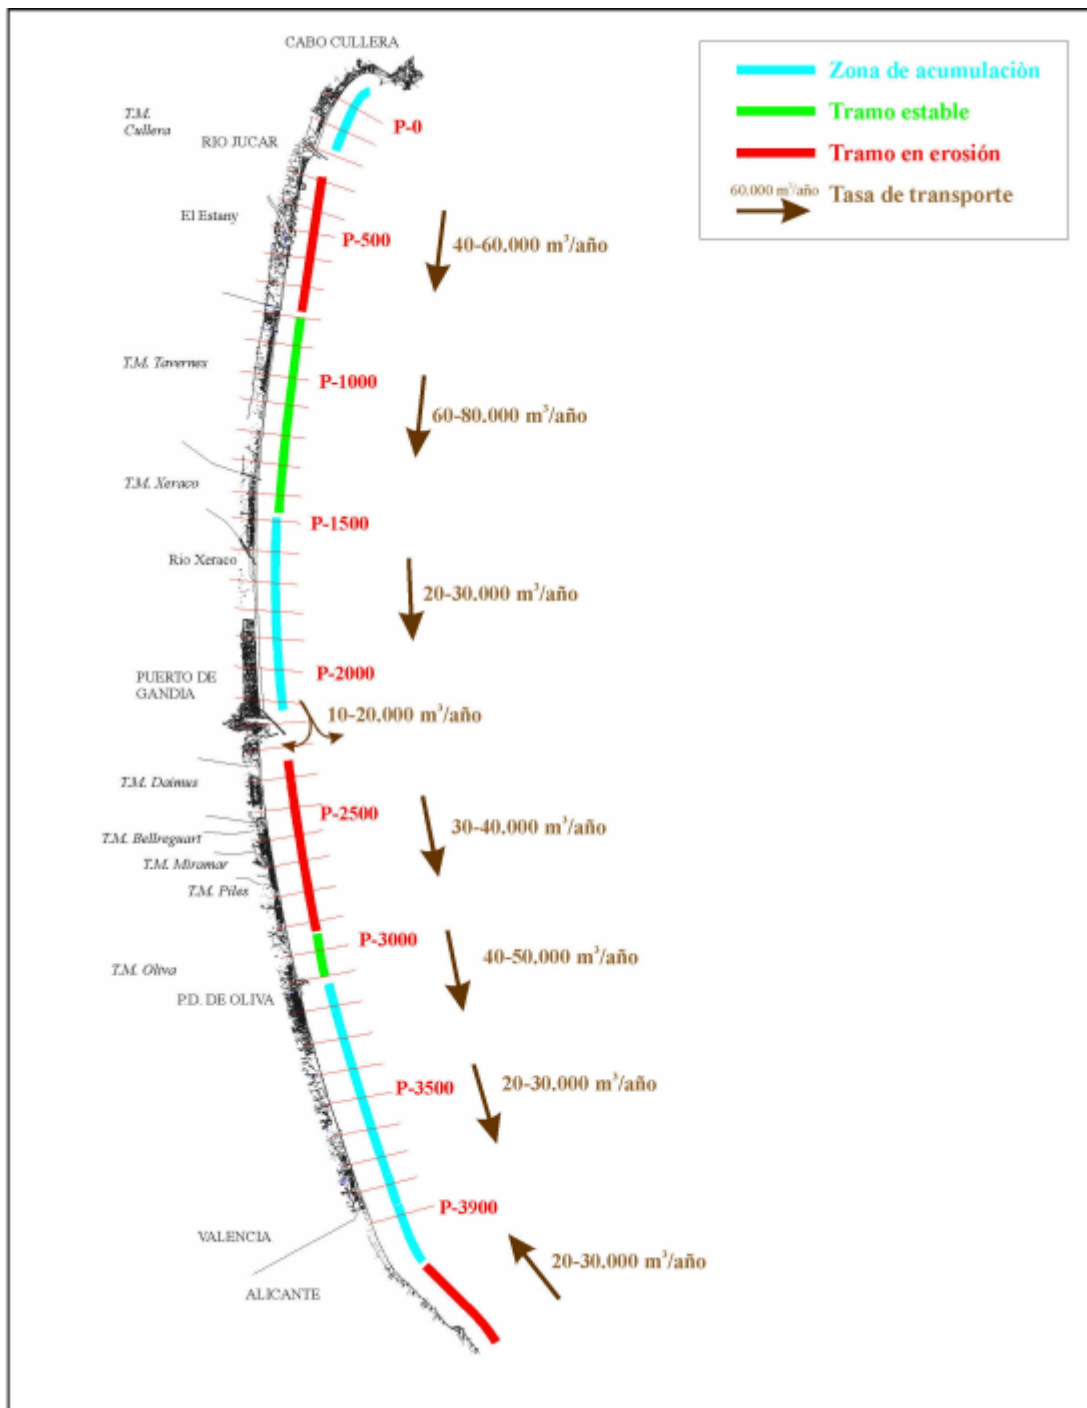 CABO CULLERA
Zona de acumulaciòn
T.M.
Cullera
P-0
Tramo estable
RIO JUCAR
Tramo en erosión
60.000 m³/año
Tasa de transporte
El Estany
P-500
40-60.000 m³/año
T.M. Tavernes
P-1000
60-80.000 m³/año
T.M. Xeraco
P-1500
Rio Xeraco
20-30.000 m³/año
PUERTO DE
GANDIA
P-2000
10-20.000 m³/año
T.M. Daimus
P-2500
30-40.000 m³/año
T.M. Bellreguart
T.M. Miramar
T.M. Piles
P-3000
40-50.000 m³/año
T.M. Oliva
P.D. DE OLIVA
P-3500
20-30.000 m³/año
P-3900
VALENCIA
20-30.000 m³/año
ALICANTE